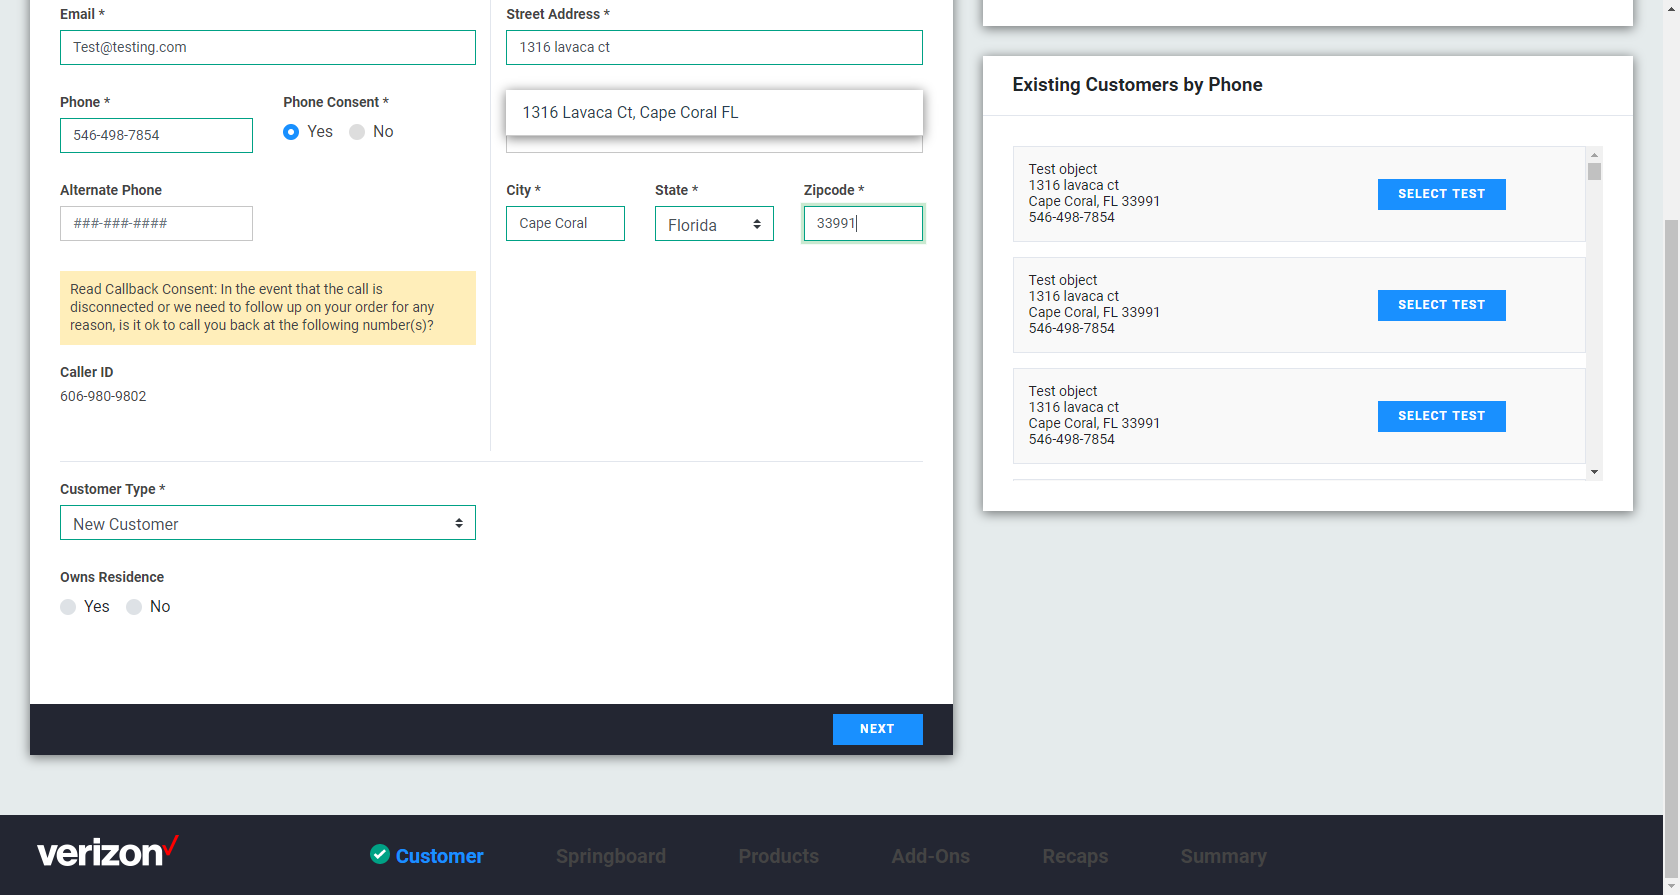 Email *
Test@testing.com
Phone *
546-498-7854
Phone Consent *
Yes
No
Alternate Phone
###-###-####
Read Callback Consent: In the event that the call is
disconnected or we need to follow up on your order for any
reason, is it ok to call you back at the following number(s)?
Caller ID
606-980-9802
Street Address *
1316 lavaca ct
1316 Lavaca Ct, Cape Coral FL
City *
Cape Coral
State *
Florida
Zipcode *
33991
Customer Type *
New Customer
Owns Residence
Yes
No
NEXT
Existing Customers by Phone
Test object
1316 lavaca ct
Cape Coral, FL 33991
546-498-7854
SELECT TEST
Test object
1316 lavaca ct
Cape Coral, FL 33991
546-498-7854
SELECT TEST
Test object
1316 lavaca ct
Cape Coral, FL 33991
546-498-7854
SELECT TEST
verizon
Customer
Springboard
Products
Add-Ons
Recaps
Summary